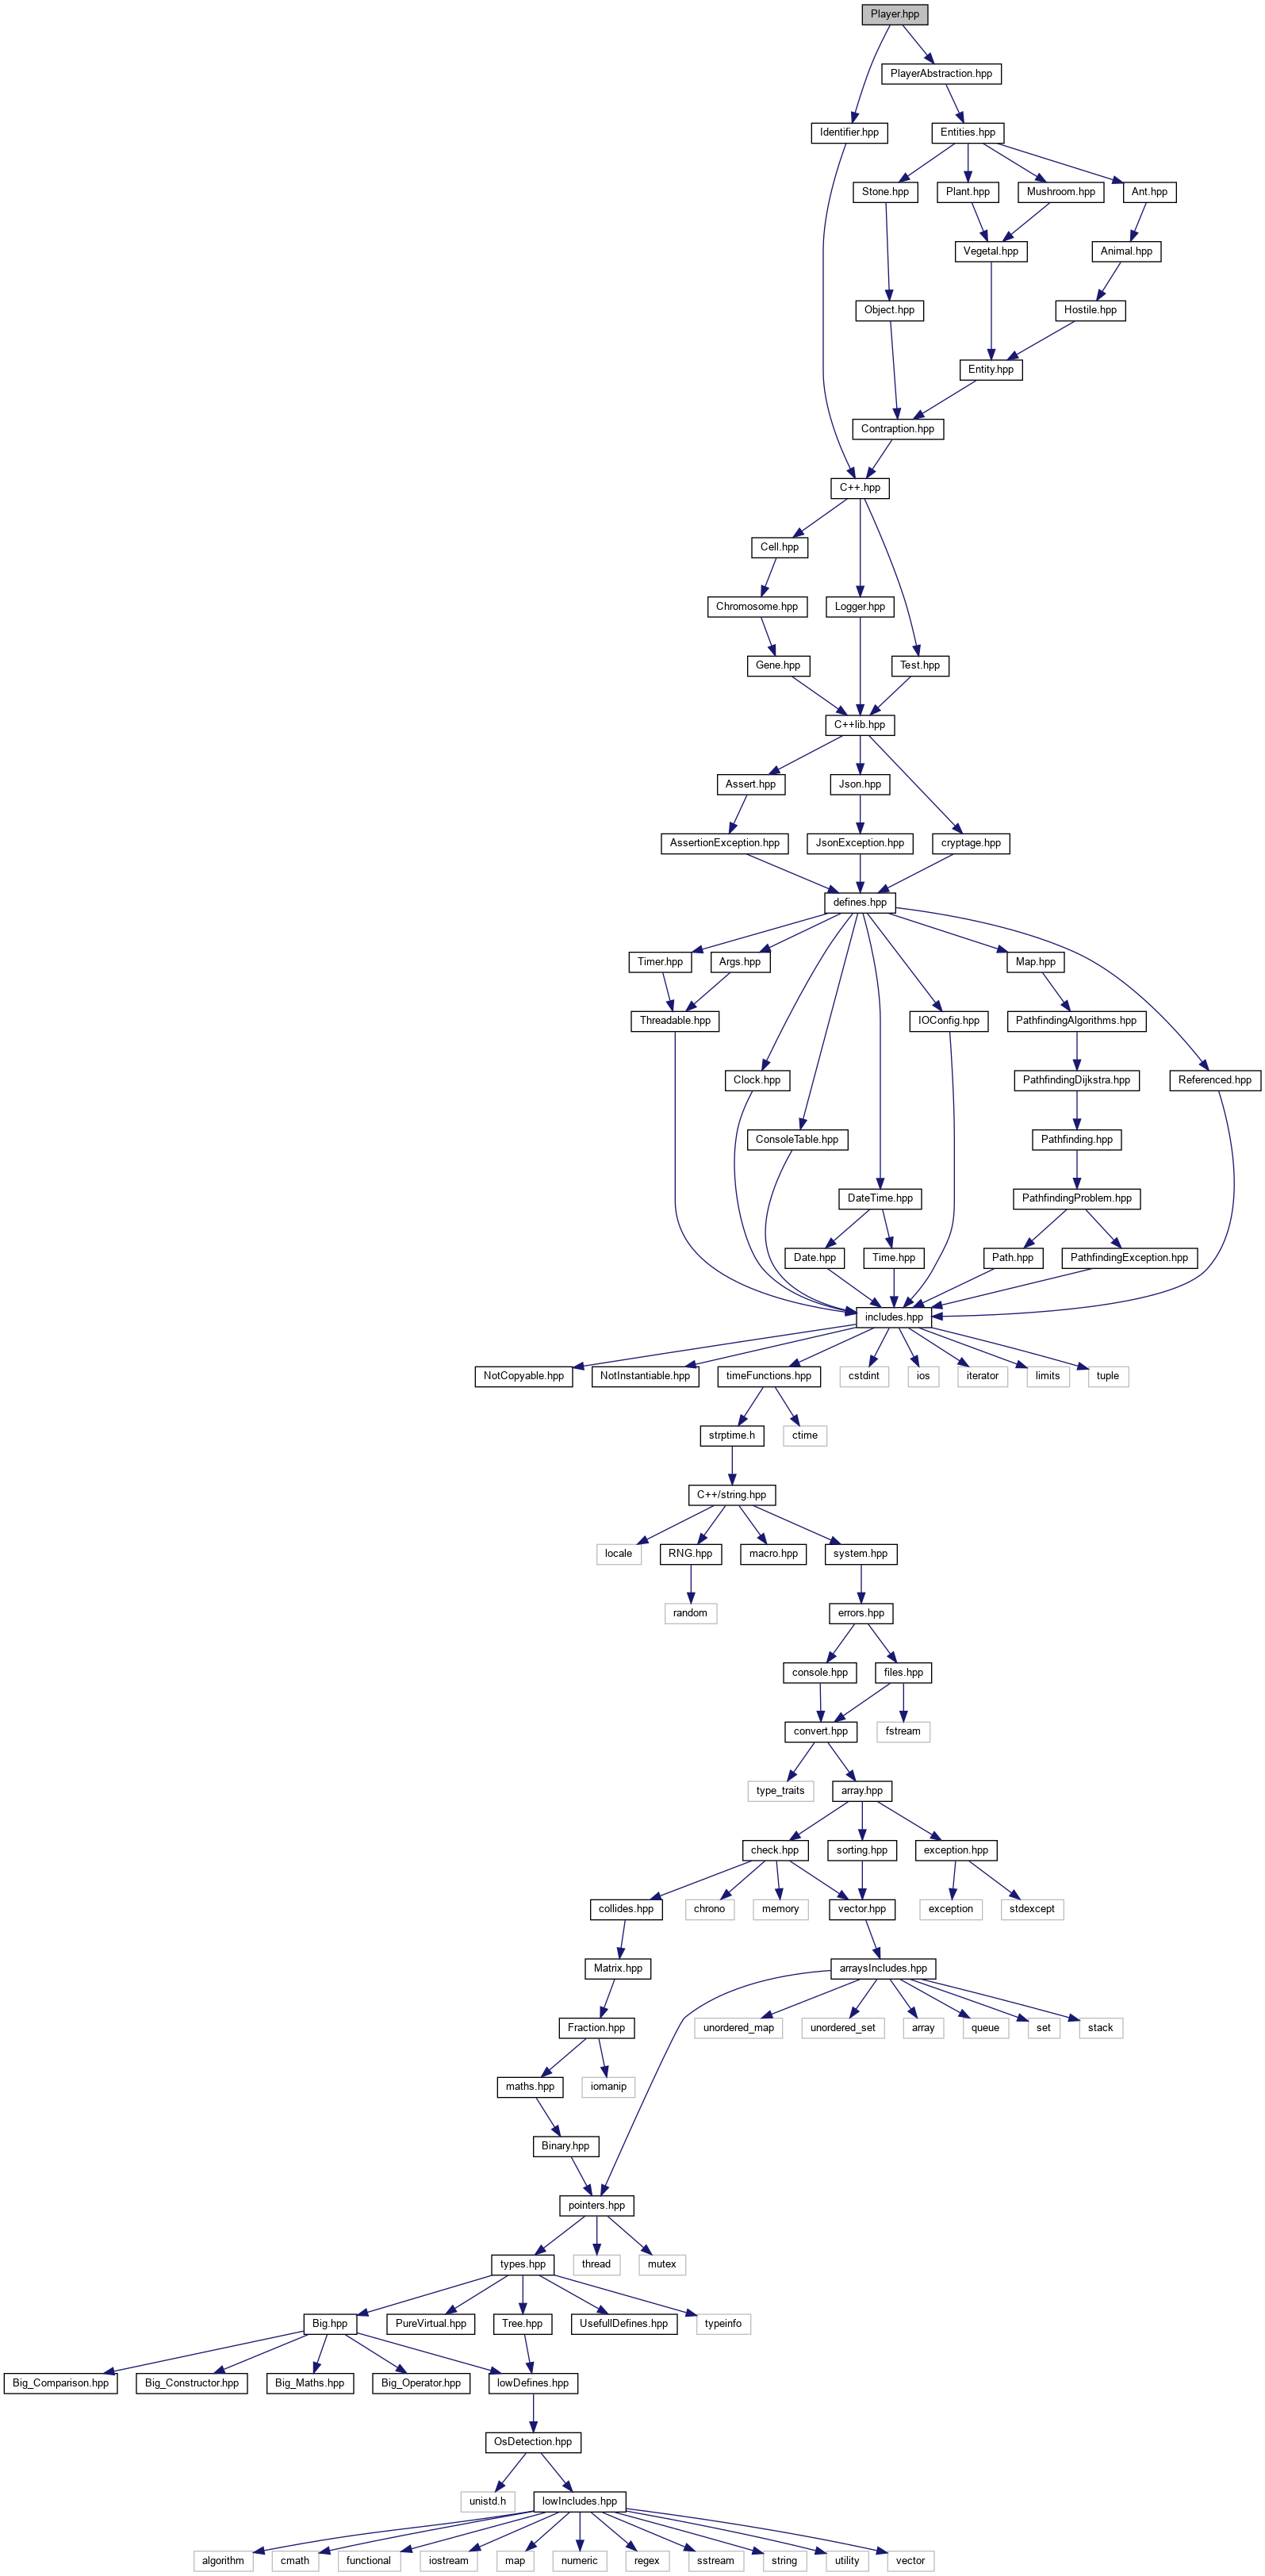 Player.hpp
PlayerAbstraction.hpp
Identifier.hpp
Entities.hpp
Stone.hpp
Plant.hpp
Mushroom.hpp
Ant.hpp
Vegetal.hpp
Animal.hpp
Object.hpp
Hostile.hpp
Entity.hpp
Contraption.hpp
C++.hpp
Cell.hpp
Chromosome.hpp
Logger.hpp
Gene.hpp
Test.hpp
C++lib.hpp
Assert.hpp
Json.hpp
AssertionException.hpp
JsonException.hpp
cryptage.hpp
defines.hpp
Timer.hpp
Args.hpp
Map.hpp
Threadable.hpp
IOConfig.hpp
PathfindingAlgorithms.hpp
Clock.hpp
PathfindingDijkstra.hpp
Referenced.hpp
ConsoleTable.hpp
Pathfinding.hpp
DateTime.hpp
PathfindingProblem.hpp
Date.hpp
Time.hpp
Path.hpp
PathfindingException.hpp
includes.hpp
NotCopyable.hpp
NotInstantiable.hpp
timeFunctions.hpp
cstdint
ios
iterator
limits
tuple
strptime.h
ctime
C++/string.hpp
locale
RNG.hpp
macro.hpp
system.hpp
random
errors.hpp
console.hpp
files.hpp
convert.hpp
fstream
type_traits
array.hpp
check.hpp
sorting.hpp
exception.hpp
collides.hpp
chrono
memory
vector.hpp
exception
stdexcept
Matrix.hpp
arraysIncludes.hpp
Fraction.hpp
unordered_map
unordered_set
array
queue
set
stack
maths.hpp
iomanip
Binary.hpp
pointers.hpp
types.hpp
thread
mutex
Big.hpp
PureVirtual.hpp
Tree.hpp
UsefullDefines.hpp
typeinfo
Big_Comparison.hpp
Big_Constructor.hpp
Big_Maths.hpp
Big_Operator.hpp
lowDefines.hpp
OsDetection.hpp
unistd.h
lowIncludes.hpp
algorithm
cmath
functional
iostream
map
numeric
regex
sstream
string
utility
vector